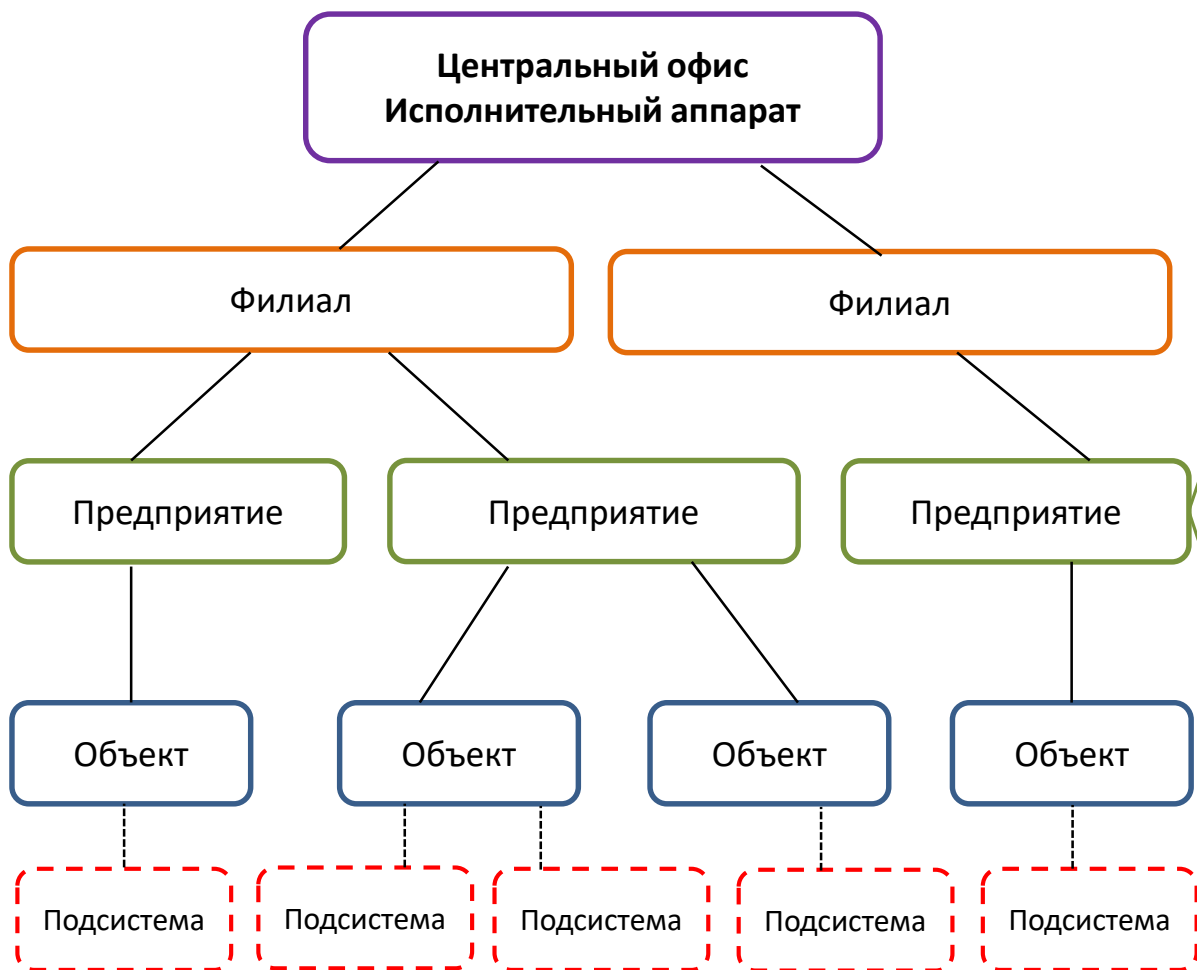 Центральный офис
Исполнительный аппарат
Филиал
Филиал
Предприятие
Предприятие
Предприятие
Объект
Объект
Объект
Объект
Подсистема
Подсистема
Подсистема
Подсистема
Подсистема